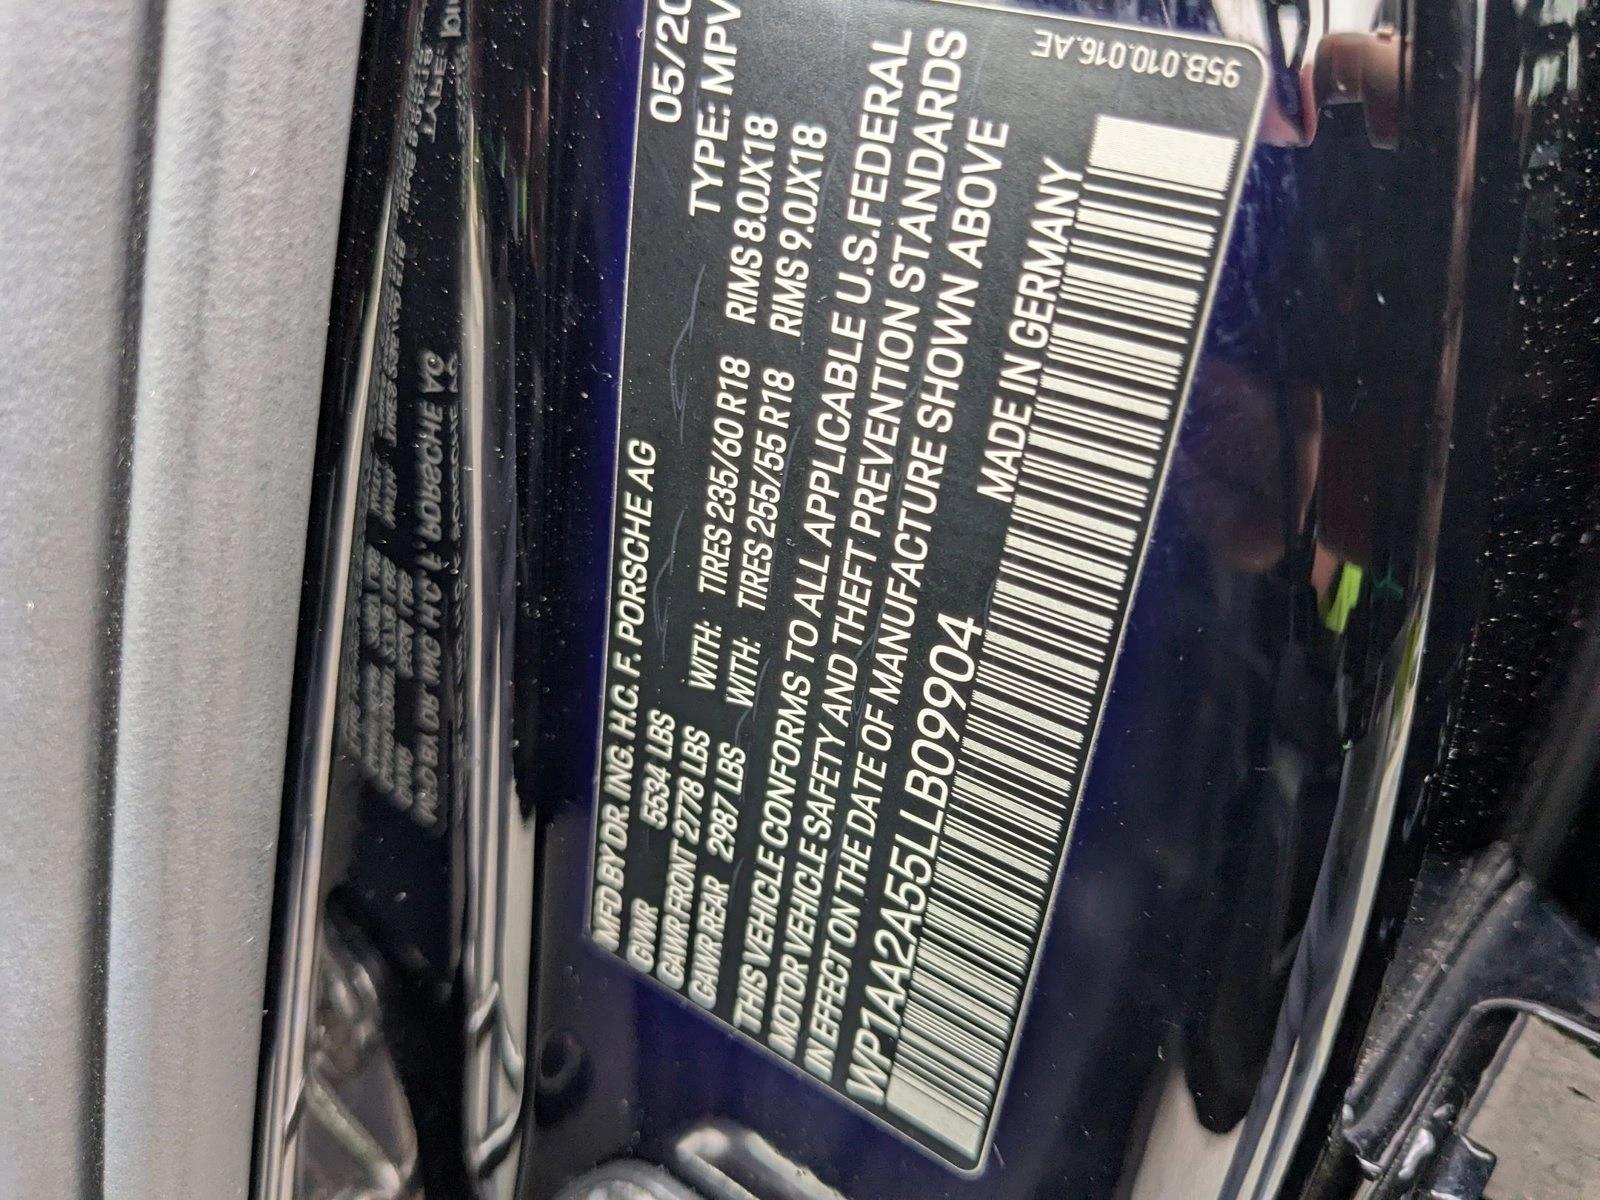 MFD BY DR. ING. H.C. F. PORSCHE AG 05/20
GVWR 5534 LBS TYPE: MPV
GAWR FRONT 2778 LBS WITH: TIRES 235/60 R18 RIMS 8.0JX18
GAWR REAR 2987 LBS WITH: TIRES 255/55 R18 RIMS 9.0JX18
THIS VEHICLE CONFORMS TO ALL APPLICABLE U.S.FEDERAL
MOTOR VEHICLE SAFETY AND THEFT PREVENTION STANDARDS
IN EFFECT ON THE DATE OF MANUFACTURE SHOWN ABOVE
MADE IN GERMANY
WP1AA2A55LLB09904
95B.010.016.AE